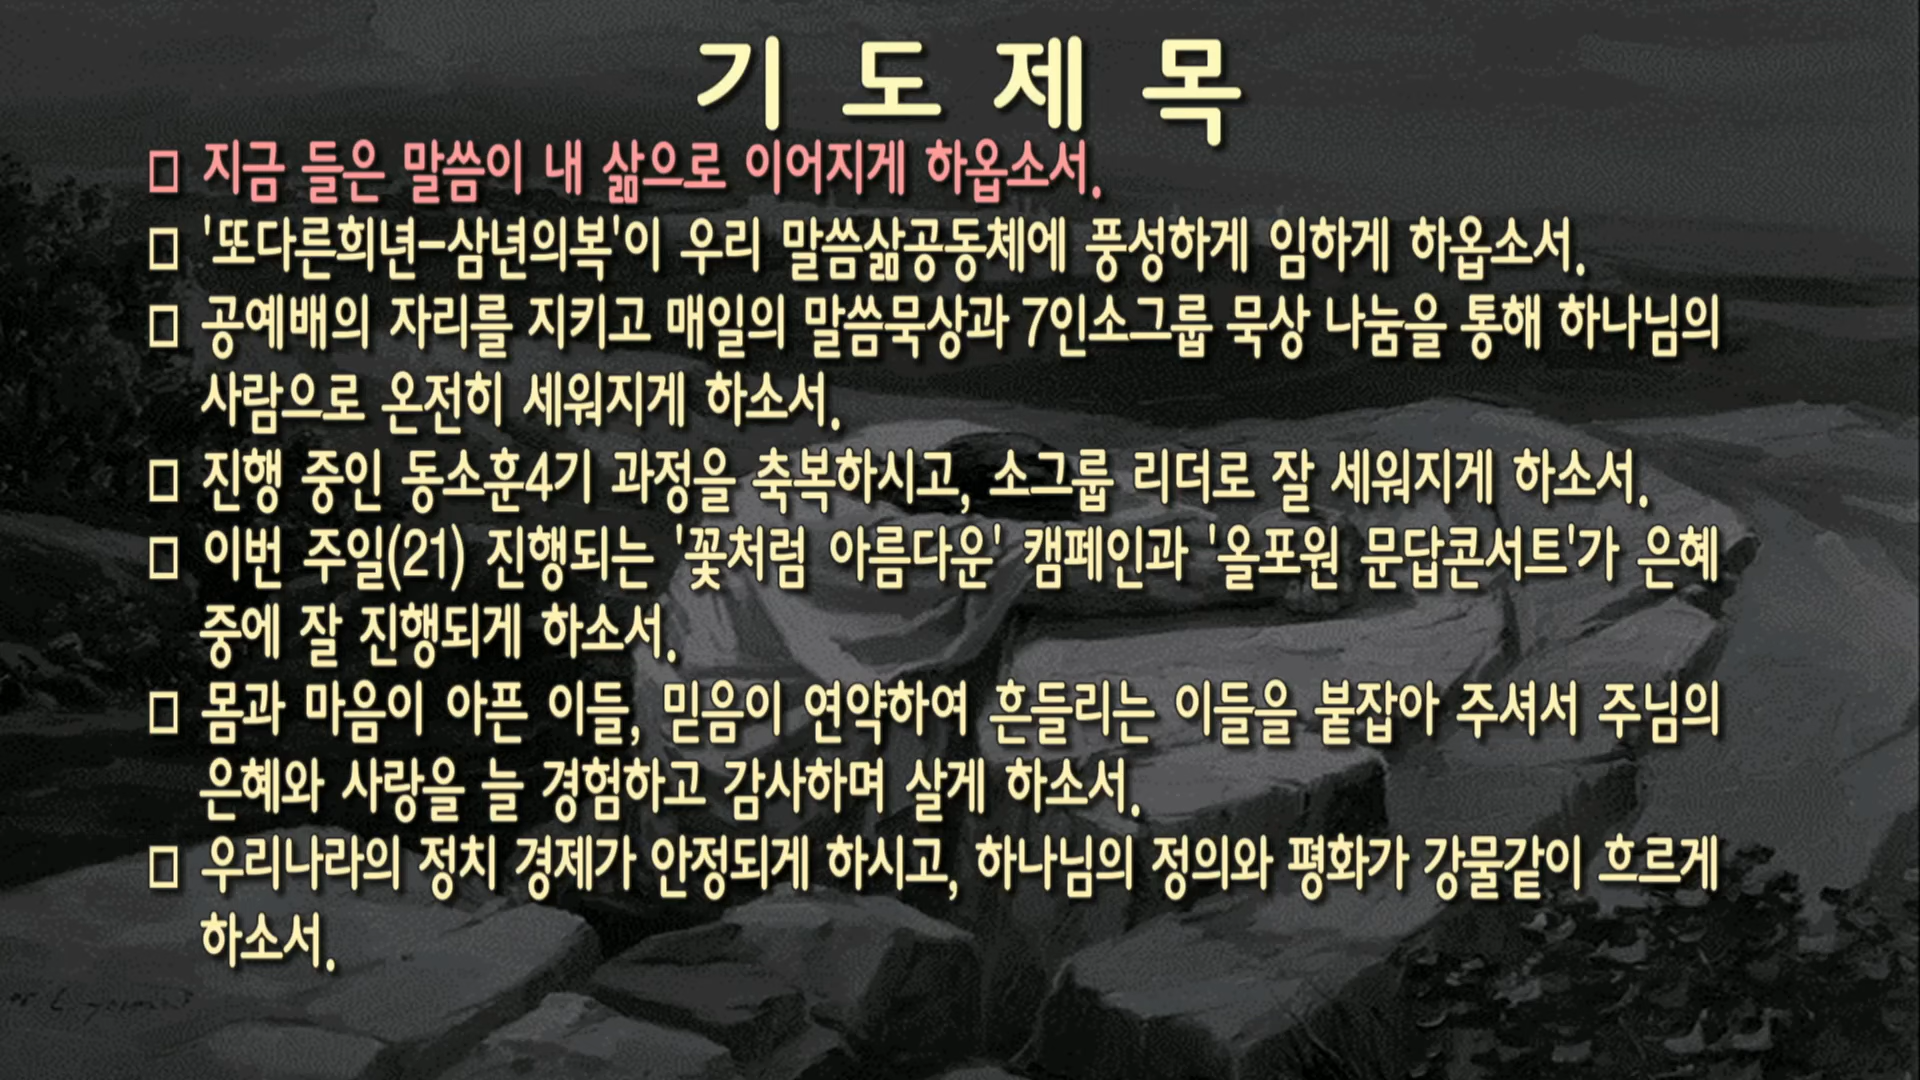 기 도 제 목
□ 지금 들은 말씀이 내 삶으로 이어지게 하옵소서.
□ '또다른희년-삼년의복'이 우리 말씀삶공동체에 풍성하게 임하게 하옵소서.
□ 공예배의 자리를 지키고 매일의 말씀묵상과 7인소그룹 묵상 나눔을 통해 하나님의
사람으로 온전히 세워지게 하소서.
□ 진행 중인 동소훈4기 과정을 축복하시고, 소그룹 리더로 잘 세워지게 하소서.
□ 이번 주일(21) 진행되는 '꽃처럼 아름다운' 캠페인과 '올포원 문답콘서트'가 은혜
중에 잘 진행되게 하소서.
□ 몸과 마음이 아픈 이들, 믿음이 연약하여 흔들리는 이들을 붙잡아 주셔서 주님의
은혜와 사랑을 늘 경험하고 감사하며 살게 하소서.
□ 우리나라의 정치 경제가 안정되게 하시고, 하나님의 정의와 평화가 강물같이 흐르게
하소서.